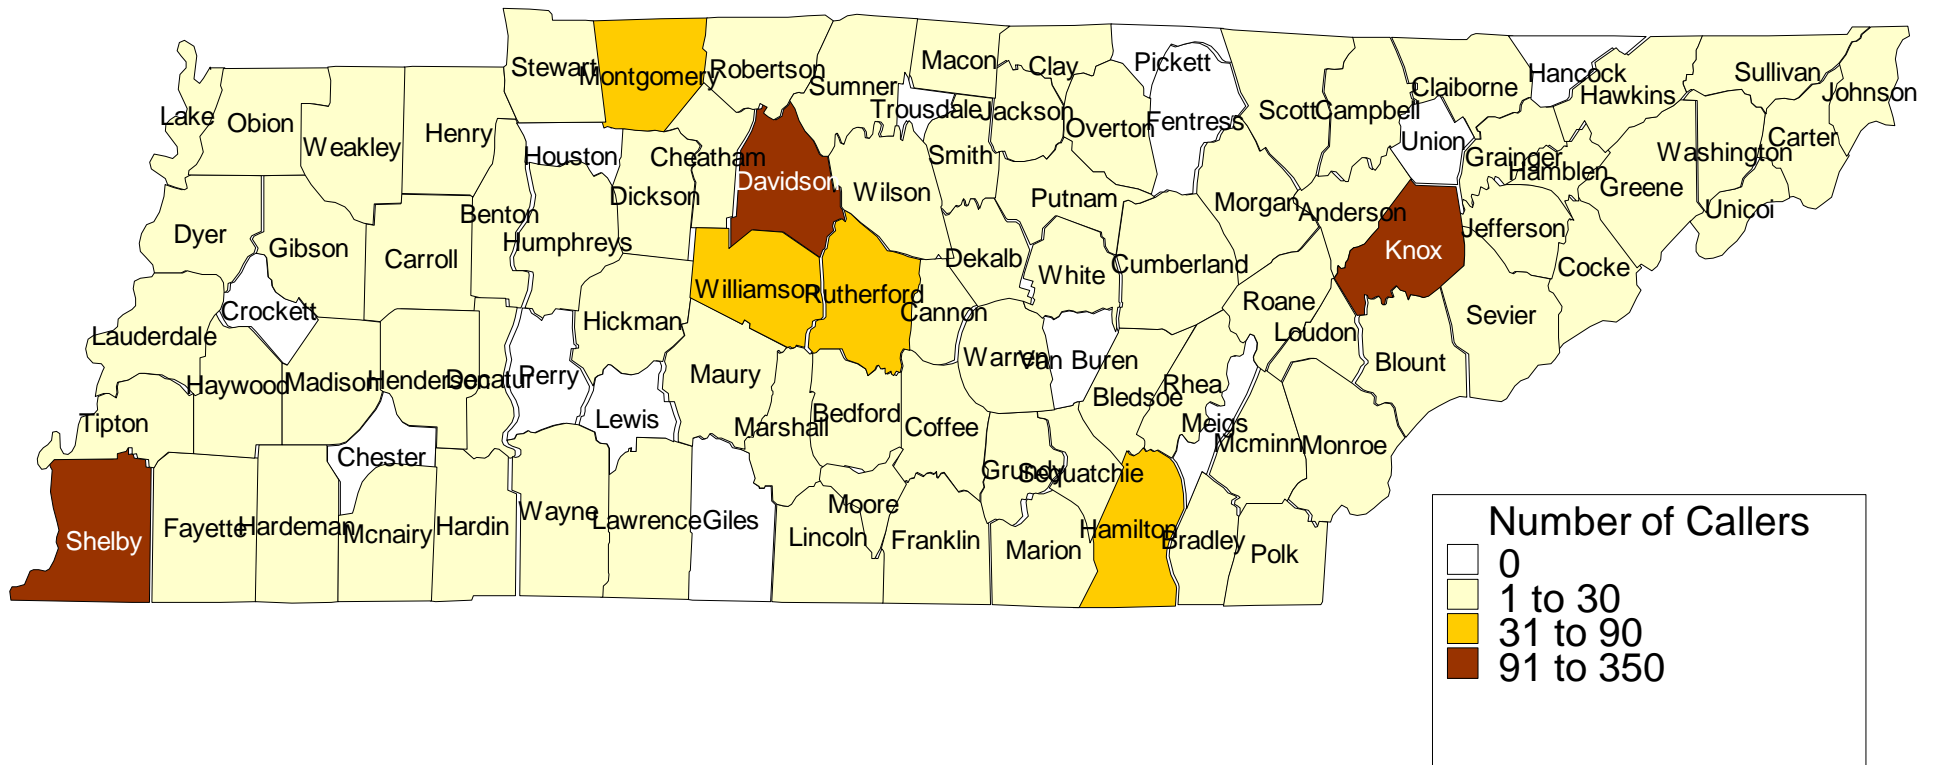 Stewart
Montgomery
Robertson
Sumner
Macon
Clay
Pickett
Scott
Campbell
Claiborne
Hancock
Hawkins
Sullivan
Johnson
Lake
Obion
Weakley
Henry
Houston
Dickson
Cheatham
Davidson
Trousdale
Jackson
Overton
Fentress
Smith
Wilson
Putnam
Morgan
Anderson
Union
Grainger
Hamblen
Greene
Washington
Carter
Unicoi
Dyer
Gibson
Carroll
Benton
Humphreys
Williamson
Rutherford
Cannon
Dekalb
White
Cumberland
Roane
Loudon
Knox
Jefferson
Cocke
Sevier
Blount
Lauderdale
Crockett
Haywood
Madison
Henderson
Decatur
Perry
Hickman
Lewis
Maury
Marshall
Bedford
Coffee
Warren
Van Buren
Bledsoe
Rhea
Meigs
Mcminn
Monroe
Tipton
Chester
Shelby
Fayette
Hardeman
Mcnairy
Hardin
Wayne
Lawrence
Giles
Lincoln
Moore
Franklin
Grundy
Sequatchie
Marion
Hamilton
Bradley
Polk
Number of Callers
0
1 to 30
31 to 90
91 to 350